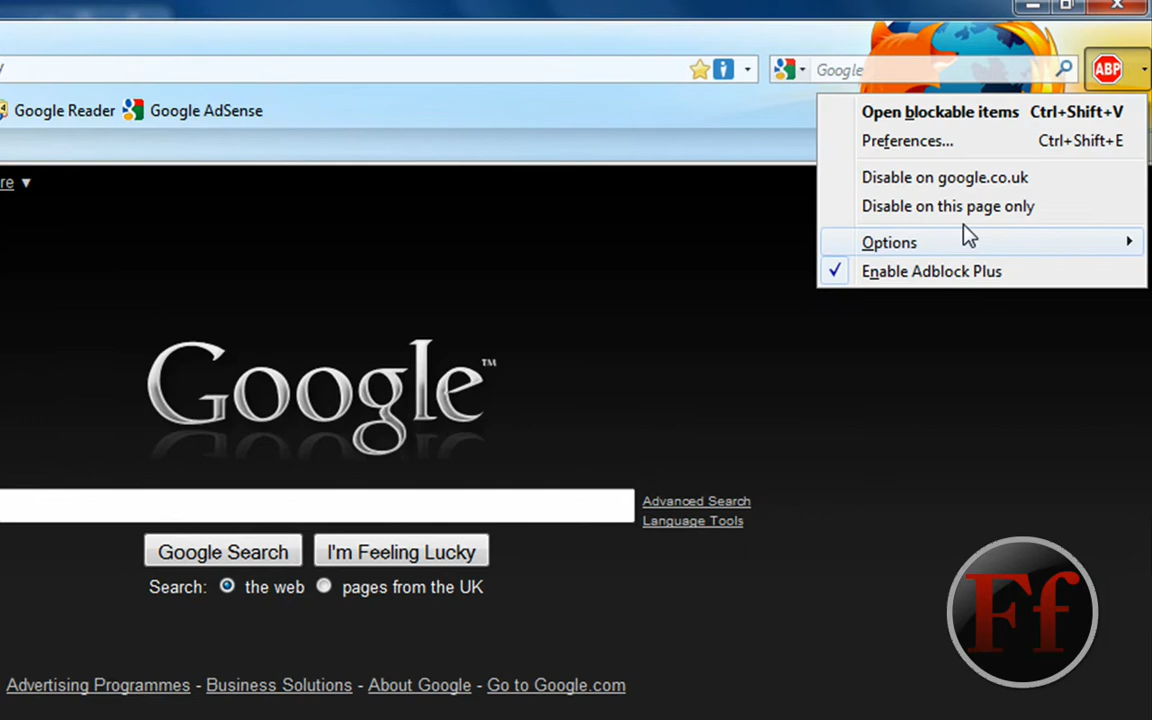 Google
ABP
Google Reader
Google AdSense
Open blockable items Ctrl+Shift+V
Preferences... Ctrl+Shift+E
Disable on google.co.uk
Disable on this page only
Options
Enable Adblock Plus
re ▼
Google™
Advanced Search
Language Tools
Google Search
I'm Feeling Lucky
Search: the web pages from the UK
Ff
Advertising Programmes - Business Solutions - About Google - Go to Google.com